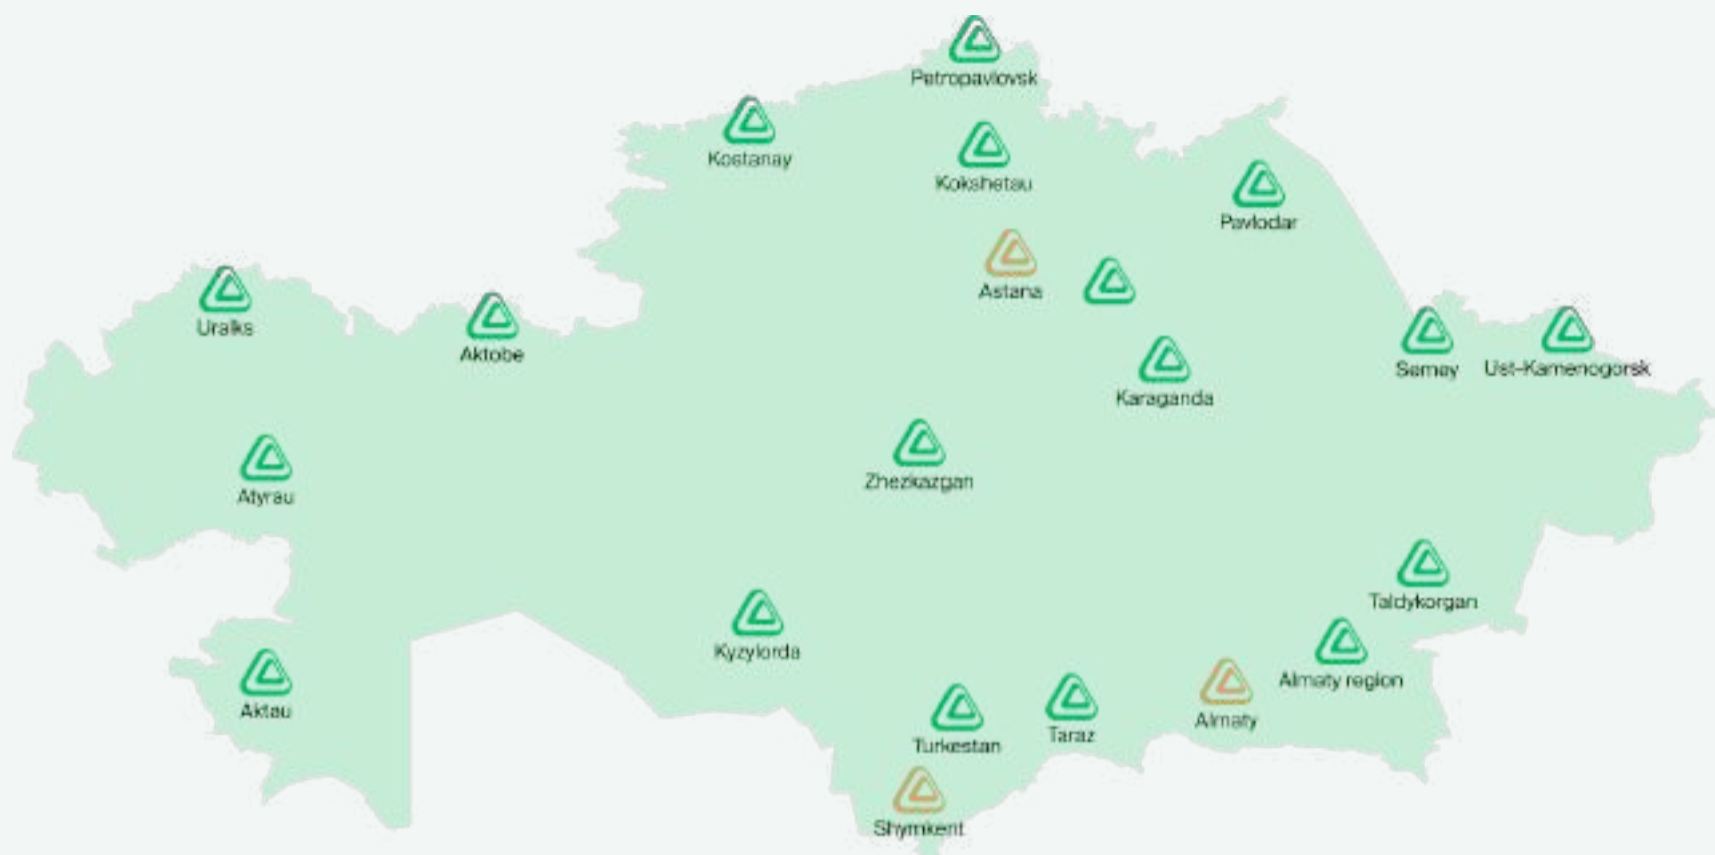 Petropavlovsk
Kostanay
Kokshetau
Pavlodar
Astana
Uralks
Aktobe
Semey
Ust-Kamenogorsk
Karaganda
Zhezkazgan
Atyrau
Taldykorgan
Kyzylorda
Almaty region
Aktau
Almaty
Taraz
Turkestan
Shymkent